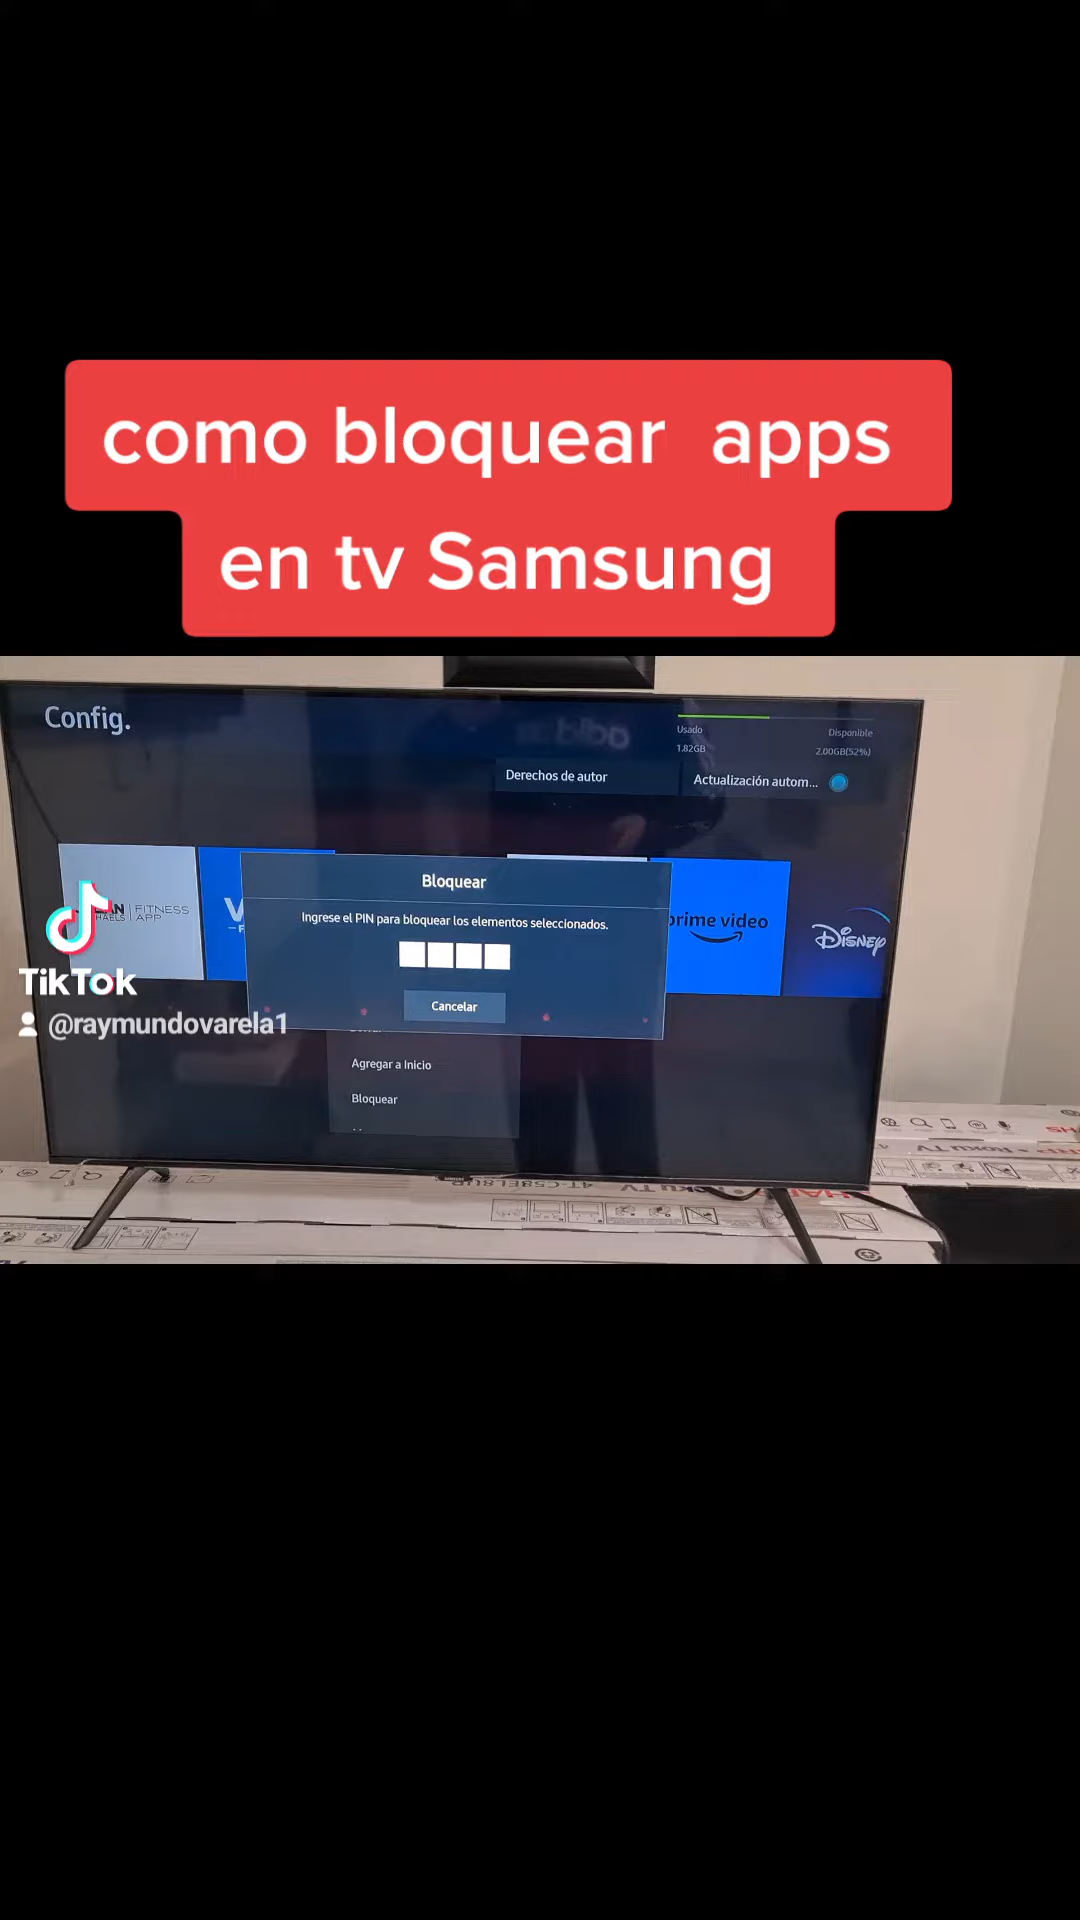 como bloquear apps
en tv Samsung
Config.
Usado
Disponible
1.82GB
2.00GB(52%)
Derechos de autor
Actualización autom...
Bloquear
Ingrese el PIN para bloquear los elementos seleccionados.
Cancelar
FITNESS
APP
prime video
Disney
TikTok
@raymundovarela1
Agregar a Inicio
Bloquear
SAMSUNG